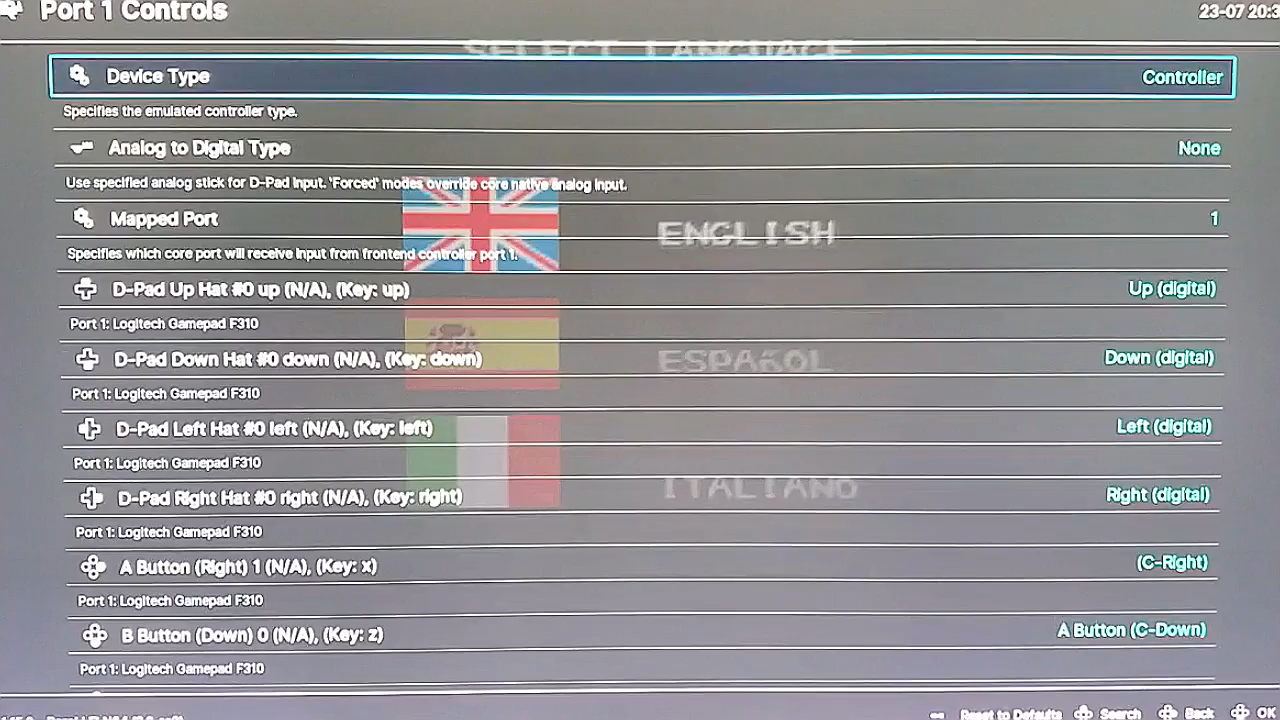 Port 1 Controls
23-07 20:3
SELECT LANGUAGE
Device Type Controller
Specifies the emulated controller type.
Analog to Digital Type None
Use specified analog stick for D-Pad input. 'Forced' modes override core native analog input.
Mapped Port 1
ENGLISH
Specifies which core port will receive input from frontend controller port 1.
D-Pad Up Hat #0 up (N/A), (Key: up) Up (digital)
Port 1: Logitech Gamepad F310
D-Pad Down Hat #0 down (N/A), (Key: down) Down (digital)
ESPAÑOL
Port 1: Logitech Gamepad F310
D-Pad Left Hat #0 left (N/A), (Key: left) Left (digital)
Port 1: Logitech Gamepad F310
D-Pad Right Hat #0 right (N/A), (Key: right) Right (digital)
ITALIANO
Port 1: Logitech Gamepad F310
A Button (Right) 1 (N/A), (Key: x) (C-Right)
Port 1: Logitech Gamepad F310
B Button (Down) 0 (N/A), (Key: z) A Button (C-Down)
Port 1: Logitech Gamepad F310
Reset to Defaults Search Back OK